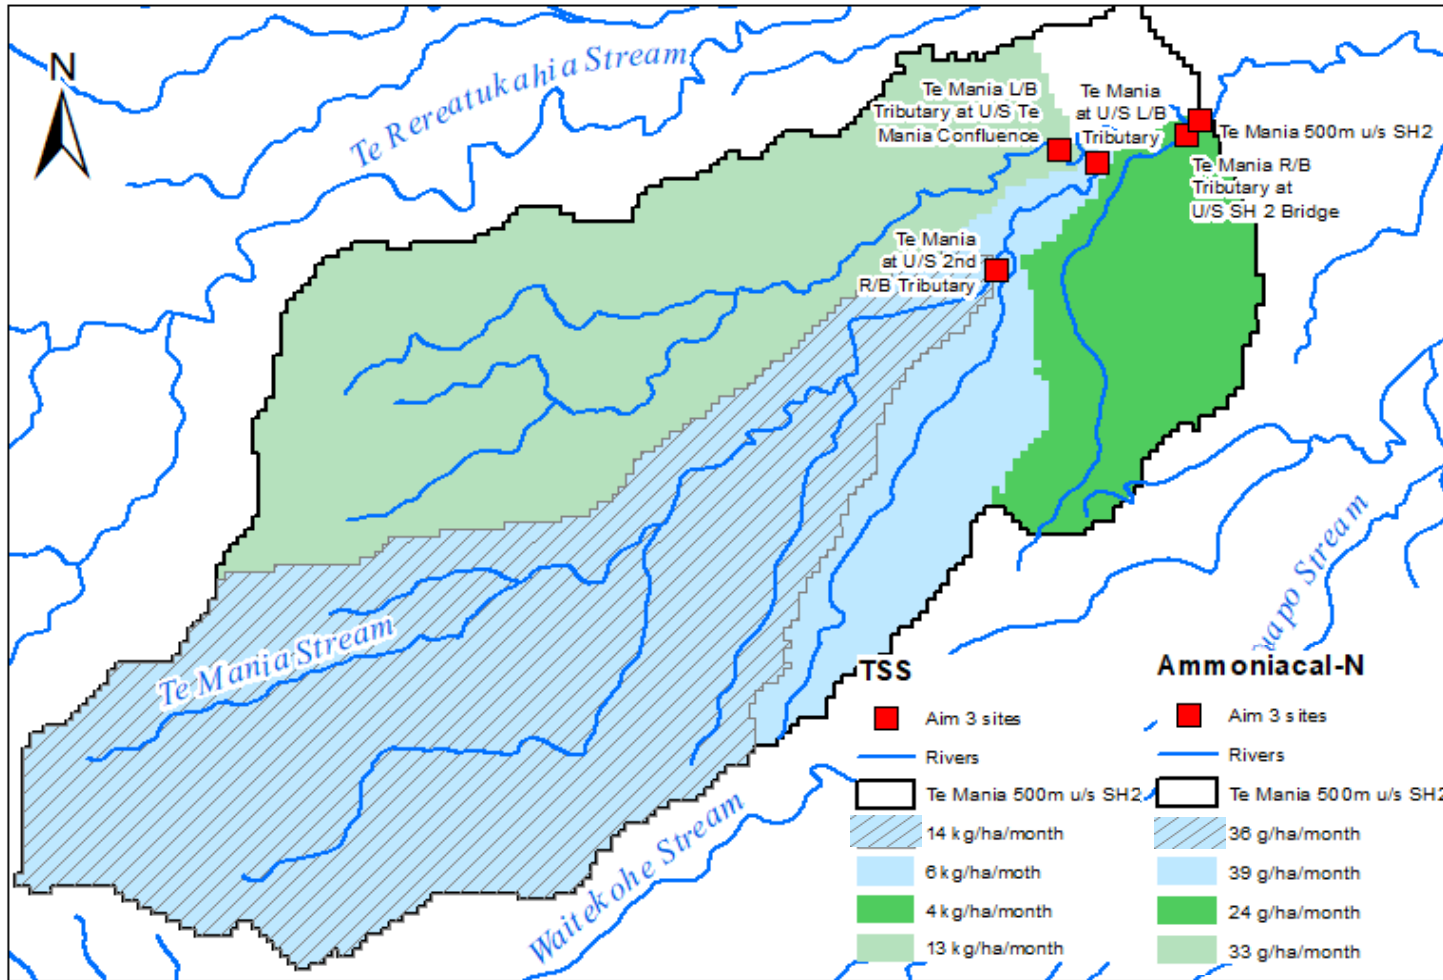 N
Te Rereatukahia Stream
Te Mania L/B
Tributary at U/S Te
Mania Confluence
Te Mania
at U/S L/B
Tributary
Te Mania 500m u/s SH2
Te Mania R/B
Tributary at
U/S SH 2 Bridge
Te Mania
at U/S 2nd
R/B Tributary
Te Mania Stream
Waitekohe Stream
uapo Stream
TSS
Aim 3 sites
Rivers
Te Mania 500m u/s SH2
14 kg/ha/month
6 kg/ha/moth
4 kg/ha/month
13 kg/ha/month
Ammoniacal-N
Aim 3 sites
Rivers
Te Mania 500m u/s SH2
36 g/ha/month
39 g/ha/month
24 g/ha/month
33 g/ha/month